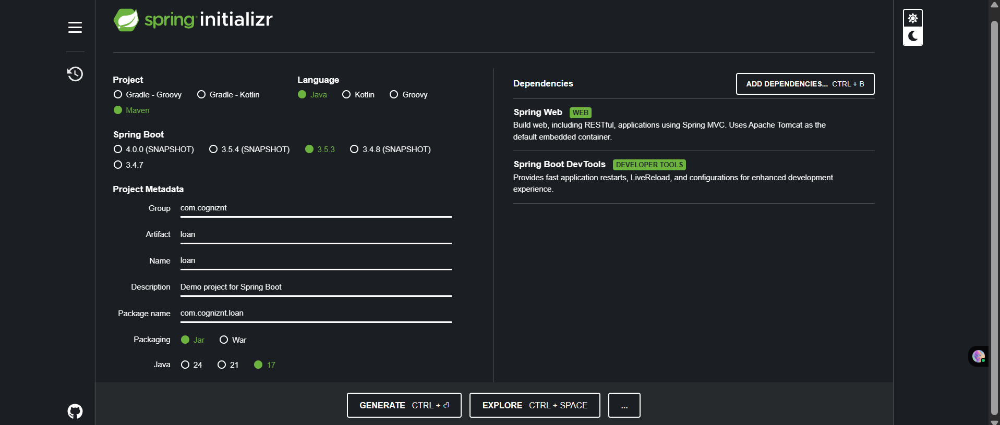 spring initializr
Project
Gradle - Groovy Gradle - Kotlin
Maven
Language
Java Kotlin Groovy
Spring Boot
4.0.0 (SNAPSHOT) 3.5.4 (SNAPSHOT) 3.5.3 3.4.8 (SNAPSHOT)
3.4.7
Project Metadata
Group com.cogniznt
Artifact loan
Name loan
Description Demo project for Spring Boot
Package name com.cogniznt.loan
Packaging Jar War
Java 24 21 17
Dependencies ADD DEPENDENCIES... CTRL + B
Spring Web WEB
Build web, including RESTful, applications using Spring MVC. Uses Apache Tomcat as the
default embedded container.
Spring Boot DevTools DEVELOPER TOOLS
Provides fast application restarts, LiveReload, and configurations for enhanced development
experience.
GENERATE CTRL + ⏎ EXPLORE CTRL + SPACE ...